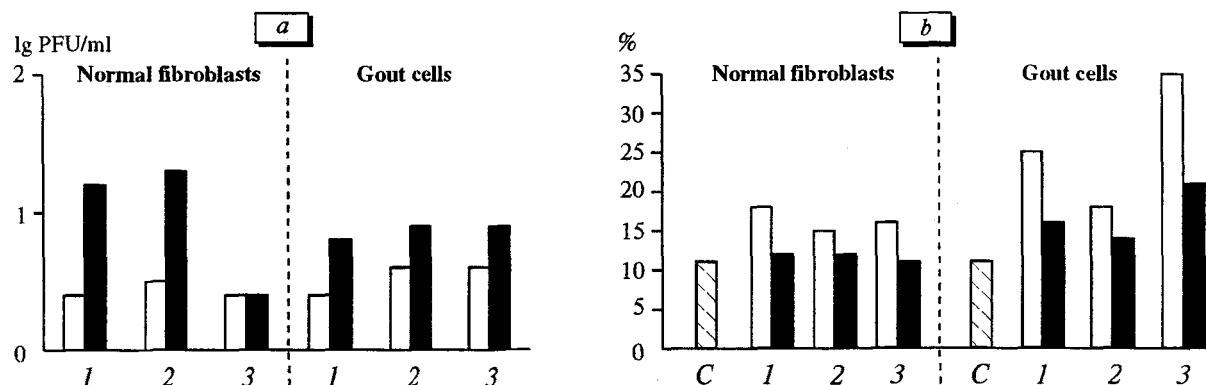 a
lg PFU/ml
2
Normal fibroblasts Gout cells
1
0
1 2 3 1 2 3
b
%
35
Normal fibroblasts Gout cells
30
25
20
15
10
5
0
C 1 2 3 C 1 2 3